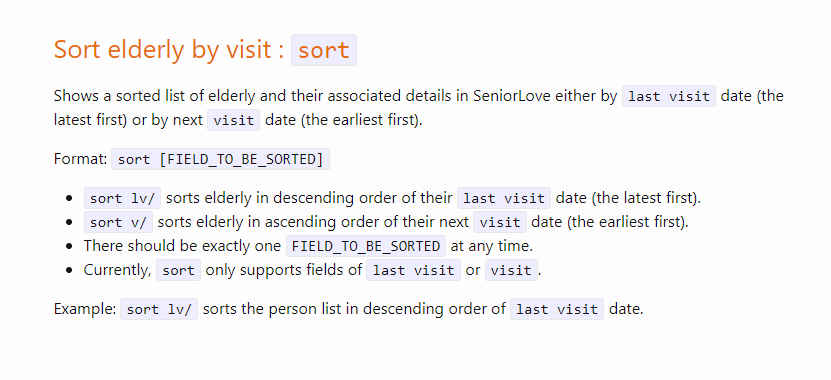 Sort elderly by visit : sort
Shows a sorted list of elderly and their associated details in SeniorLove either by last visit date (the
latest first) or by next visit date (the earliest first).
Format: sort [FIELD_TO_BE_SORTED]
• sort lv/ sorts elderly in descending order of their last visit date (the latest first).
• sort v/ sorts elderly in ascending order of their next visit date (the earliest first).
• There should be exactly one FIELD_TO_BE_SORTED at any time.
• Currently, sort only supports fields of last visit or visit.
Example: sort lv/ sorts the person list in descending order of last visit date.